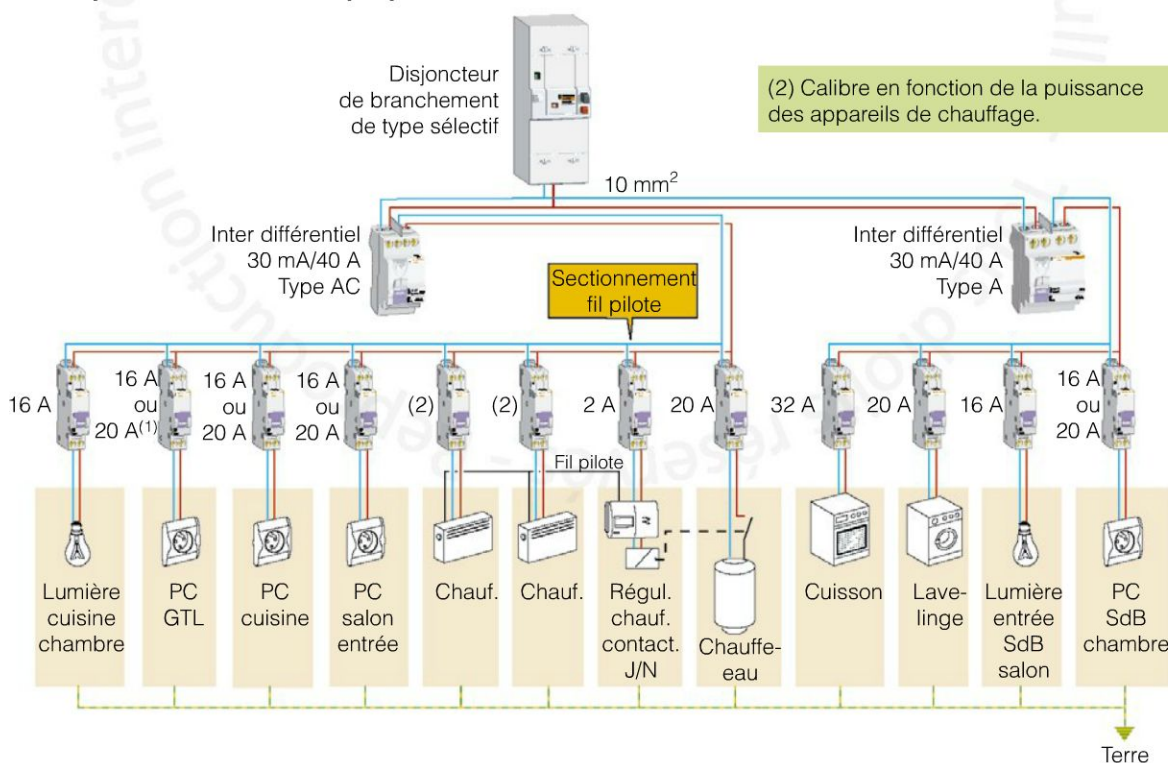 Disjoncteur
de branchement
de type sélectif
(2) Calibre en fonction de la puissance
des appareils de chauffage.
10 mm²
Inter différentiel
30 mA/40 A
Type AC
Inter différentiel
30 mA/40 A
Type A
Sectionnement
fil pilote
16 A
16 A
ou
20 A(1)
16 A
ou
20 A
16 A
ou
20 A
(2)
(2)
2 A
20 A
32 A
20 A
16 A
16 A
ou
20 A
Fil pilote
Lumière
cuisine
chambre
PC
GTL
PC
cuisine
PC
salon
entrée
Chauf.
Chauf.
Régul.
chauf.
contact.
J/N
Chauffe-
eau
Cuisson
Lave-
linge
Lumière
entrée
SdB
salon
PC
SdB
chambre
Terre